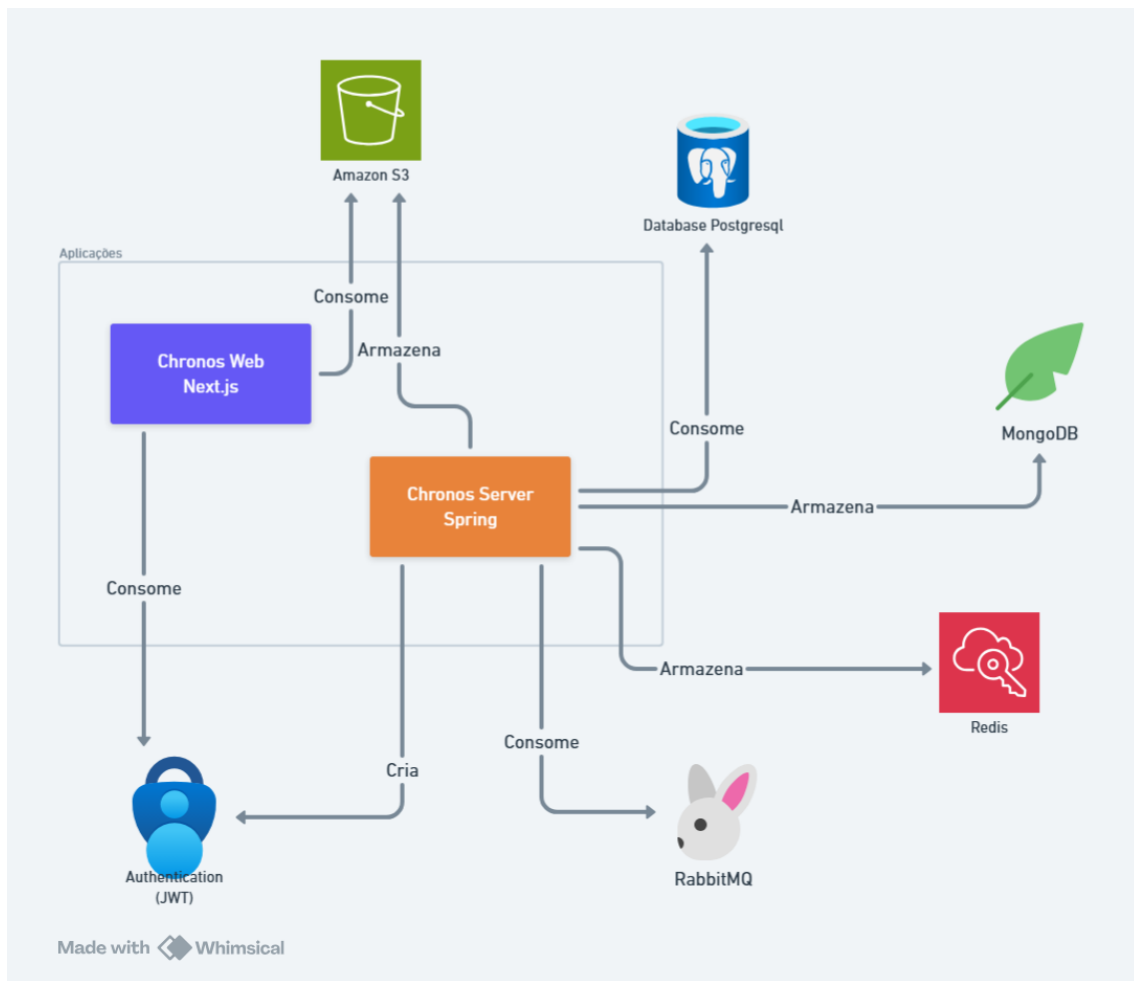 Amazon S3
Database Postgresql
Aplicações
Consome
Chronos Web
Next.js
Armazena
Consome
MongoDB
Chronos Server
Spring
Armazena
Consome
Armazena
Redis
Consome
Cria
Authentication
(JWT)
RabbitMQ
Made with Whimsical